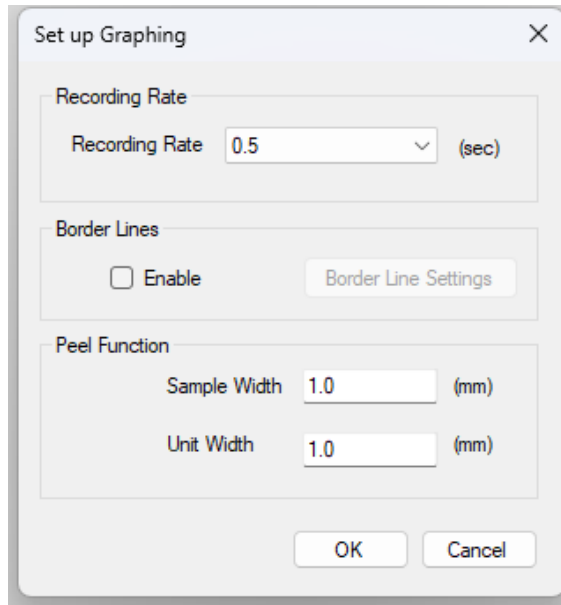 Set up Graphing
Recording Rate
Recording Rate 0.5 (sec)
Border Lines
Enable Border Line Settings
Peel Function
Sample Width 1.0 (mm)
Unit Width 1.0 (mm)
OK Cancel